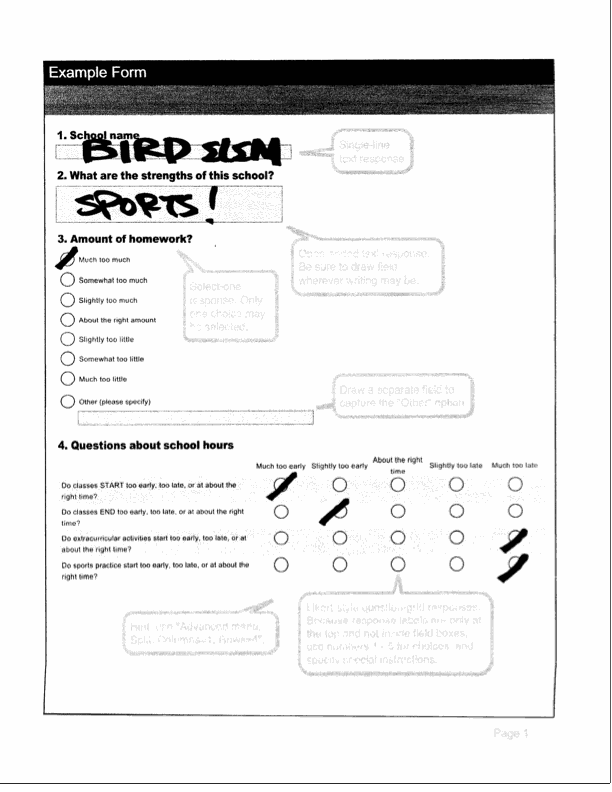 Example Form
1. School name
BIRD ELEM
Single-line
text response
2. What are the strengths of this school?
SPORTS!
3. Amount of homework?
Open ended text response.
Be sure to draw field
wherever writing may be.
Much too much
Somewhat too much
Slightly too much
About the right amount
Slightly too little
Somewhat too little
Much too little
Other (please specify)
Select-one
response. Only
one choice may
be selected.
Draw a separate field to
capture the "Other" option
4. Questions about school hours
Much too early Slightly too early About the right time Slightly too late Much too late
Do classes START too early, too late, or at about the
right time?
Do classes END too early, too late, or at about the right
time?
Do extracurricular activities start too early, too late, or at
about the right time?
Do sports practice start too early, too late, or at about the
right time?
use "Advanced menu,
Split, Columns=1,
Likert style question grid responses.
Because response labels are only at
the top and not in the field boxes,
use numbers 1 - 5 for choices, and
specify special instructions.
Page 1